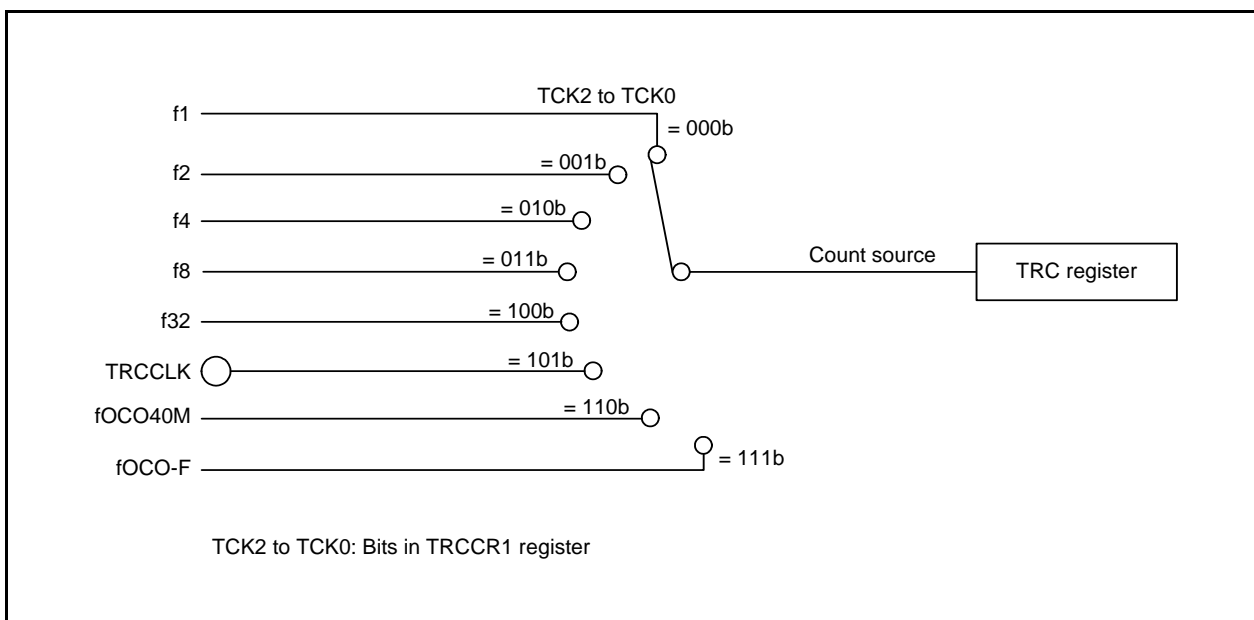 TCK2 to TCK0
f1
= 000b
f2
= 001b
f4
= 010b
f8
= 011b
Count source
TRC register
f32
= 100b
TRCCLK
= 101b
fOCO40M
= 110b
fOCO-F
= 111b
TCK2 to TCK0: Bits in TRCCR1 register